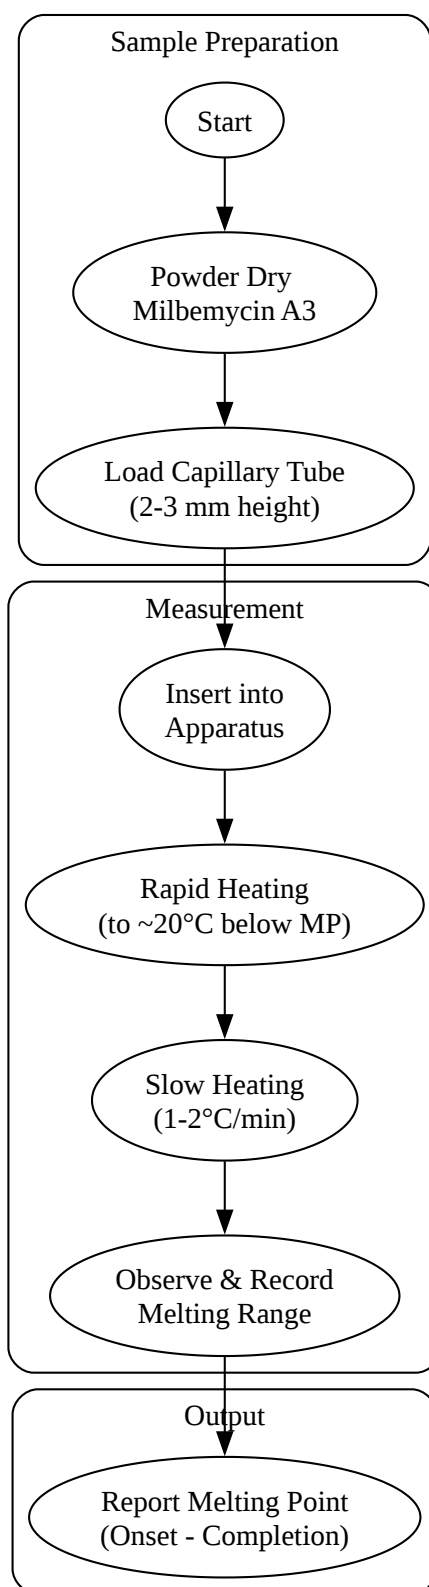 Sample Preparation
Start
Powder Dry
Milbemycin A3
Load Capillary Tube
(2-3 mm height)
Measurement
Insert into
Apparatus
Rapid Heating
(to ~20°C below MP)
Slow Heating
(1-2°C/min)
Observe & Record
Melting Range
Output
Report Melting Point
(Onset - Completion)